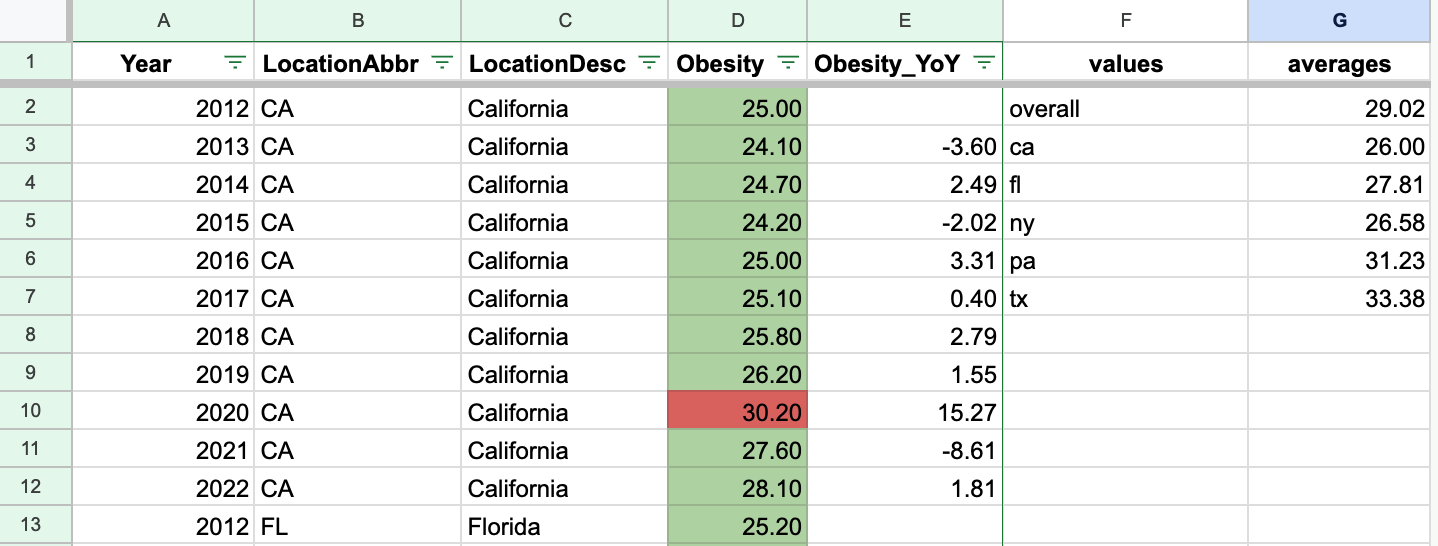 A B C D E F G
1 Year LocationAbbr LocationDesc Obesity Obesity_YoY values averages
2 2012 CA California 25.00 overall 29.02
3 2013 CA California 24.10 -3.60 ca 26.00
4 2014 CA California 24.70 2.49 fl 27.81
5 2015 CA California 24.20 -2.02 ny 26.58
6 2016 CA California 25.00 3.31 pa 31.23
7 2017 CA California 25.10 0.40 tx 33.38
8 2018 CA California 25.80 2.79
9 2019 CA California 26.20 1.55
10 2020 CA California 30.20 15.27
11 2021 CA California 27.60 -8.61
12 2022 CA California 28.10 1.81
13 2012 FL Florida 25.20